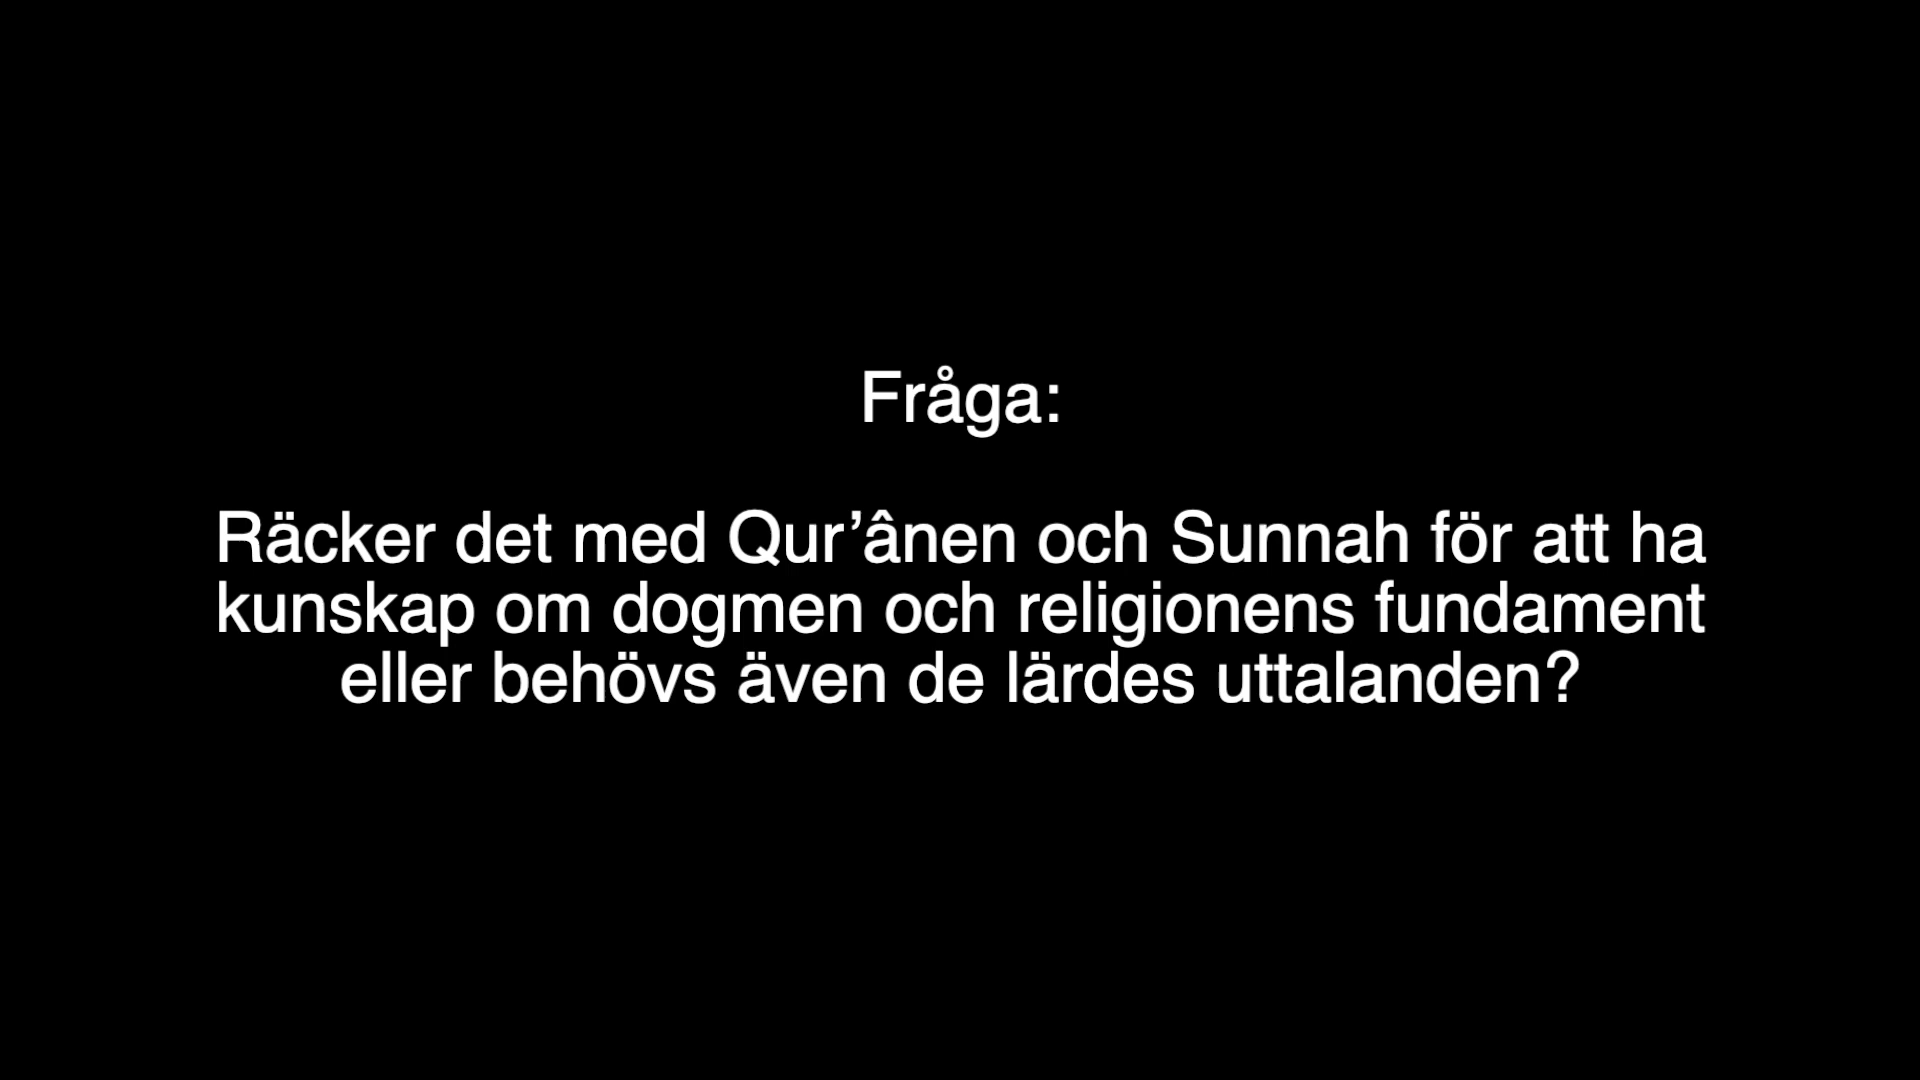 Fråga:
Räcker det med Qur’ânen och Sunnah för att ha
kunskap om dogmen och religionens fundament
eller behövs även de lärdes uttalanden?